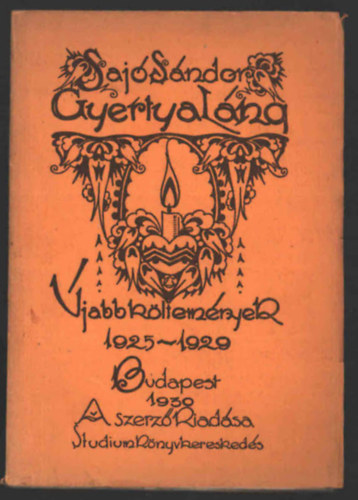 Sajó Sándor
Gyertyaláng
Újabb költemények
1925~1929
Budapest
1930
A szerző kiadása
Studium könyvkereskedés